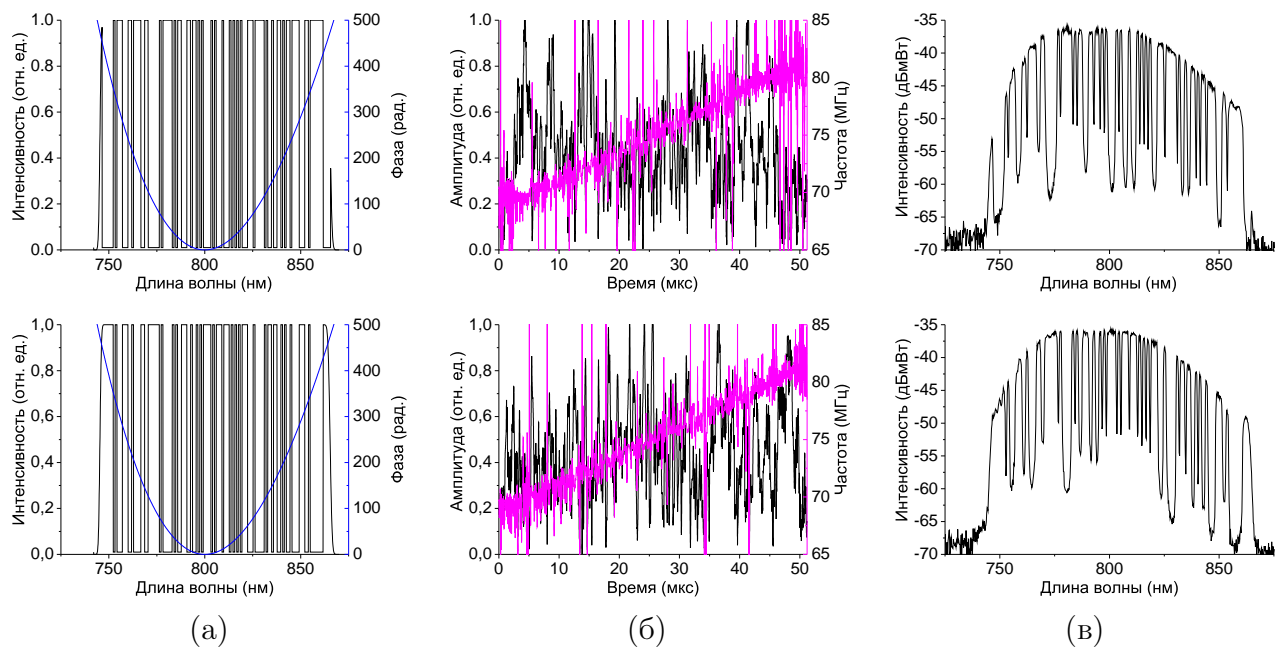 1.0
0.8
0.6
0.4
0.2
0.0
Интенсивность (отн. ед.)
500
400
300
200
100
0
Фаза (рад.)
750 800 850
Длина волны (нм)
1.0
0.8
0.6
0.4
0.2
0.0
Амплитуда (отн. ед.)
85
80
75
70
65
Частота (МГц)
0 10 20 30 40 50
Время (мкс)
-35
-40
-45
-50
-55
-60
-65
-70
Интенсивность (дБмВт)
750 800 850
Длина волны (нм)
1,0
0,8
0,6
0,4
0,2
0,0
Интенсивность (отн. ед.)
500
400
300
200
100
0
Фаза (рад.)
750 800 850
Длина волны (нм)
1,0
0,8
0,6
0,4
0,2
0,0
Амплитуда (отн. ед.)
85
80
75
70
65
Частота (МГц)
0 10 20 30 40 50
Время (мкс)
-35
-40
-45
-50
-55
-60
-65
-70
Интенсивность (дБмВт)
750 800 850
Длина волны (нм)
(а) (б) (в)